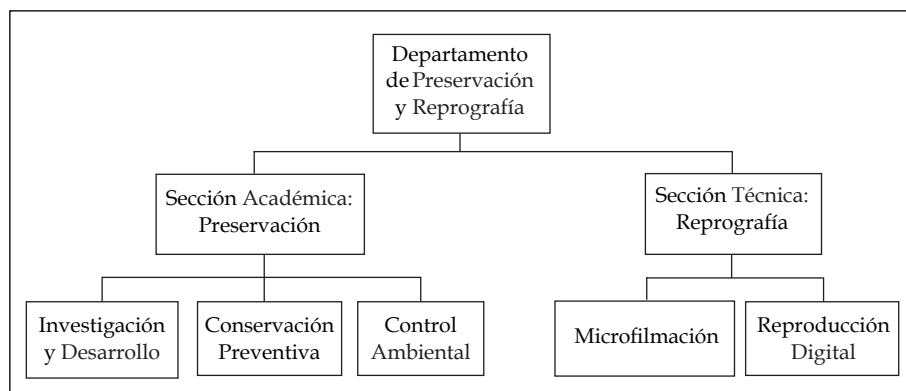 Departamento
de Preservación
y Reprografía
Sección Académica:
Preservación
Sección Técnica:
Reprografía
Investigación
y Desarrollo
Conservación
Preventiva
Control
Ambiental
Microfilmación
Reproducción
Digital